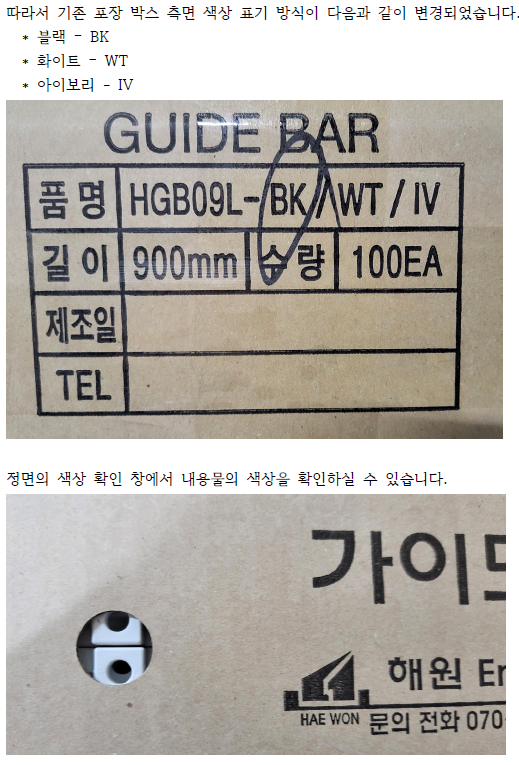 따라서 기존 포장 박스 측면 색상 표기 방식이 다음과 같이 변경되었습니다.
* 블랙 - BK
* 화이트 - WT
* 아이보리 - IV
GUIDE BAR
품명 HGB09L-BK/WT/IV
길이 900mm 수량 100EA
제조일
TEL
정면의 색상 확인 창에서 내용물의 색상을 확인하실 수 있습니다.
가이드
해원 En
HAE WON 문의 전화 070-